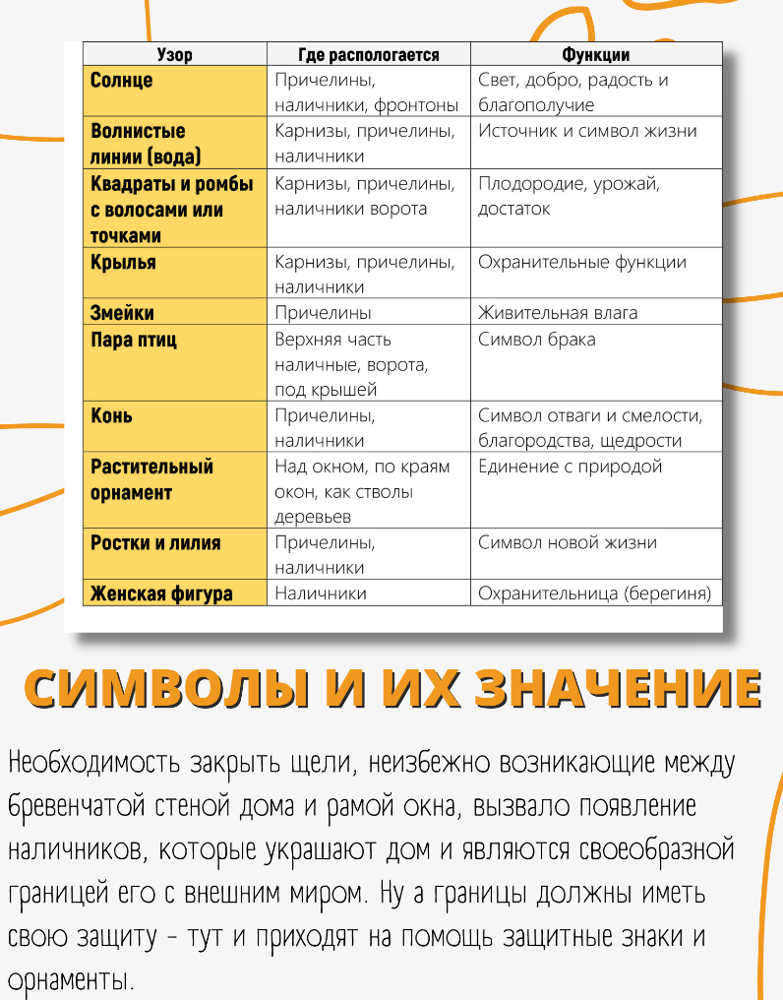 Узор Где распологается Функции
Солнце Причелины, Свет, добро, радость и
наличники, фронтоны благополучие
Волнистые Карнизы, причелины, Источник и символ жизни
линии (вода) наличники
Квадраты и ромбы Карнизы, причелины, Плодородие, урожай,
с волосами или наличники ворота достаток
точками
Крылья Карнизы, причелины, Охранительные функции
наличники
Змейки Причелины Живительная влага
Пара птиц Верхняя часть Символ брака
наличные, ворота,
под крышей
Конь Причелины, Символ отваги и смелости,
наличники благородства, щедрости
Растительный Над окном, по краям Единение с природой
орнамент окон, как стволы
деревьев
Ростки и лилия Причелины, Символ новой жизни
наличники
Женская фигура Наличники Охранительница (берегиня)
СИМВОЛЫ И ИХ ЗНАЧЕНИЕ
Необходимость закрыть щели, неизбежно возникающие между
бревенчатой стеной дома и рамой окна, вызвало появление
наличников, которые украшают дом и являются своеобразной
границей его с внешним миром. Ну а границы должны иметь
свою защиту - тут и приходят на помощь защитные знаки и
орнаменты.